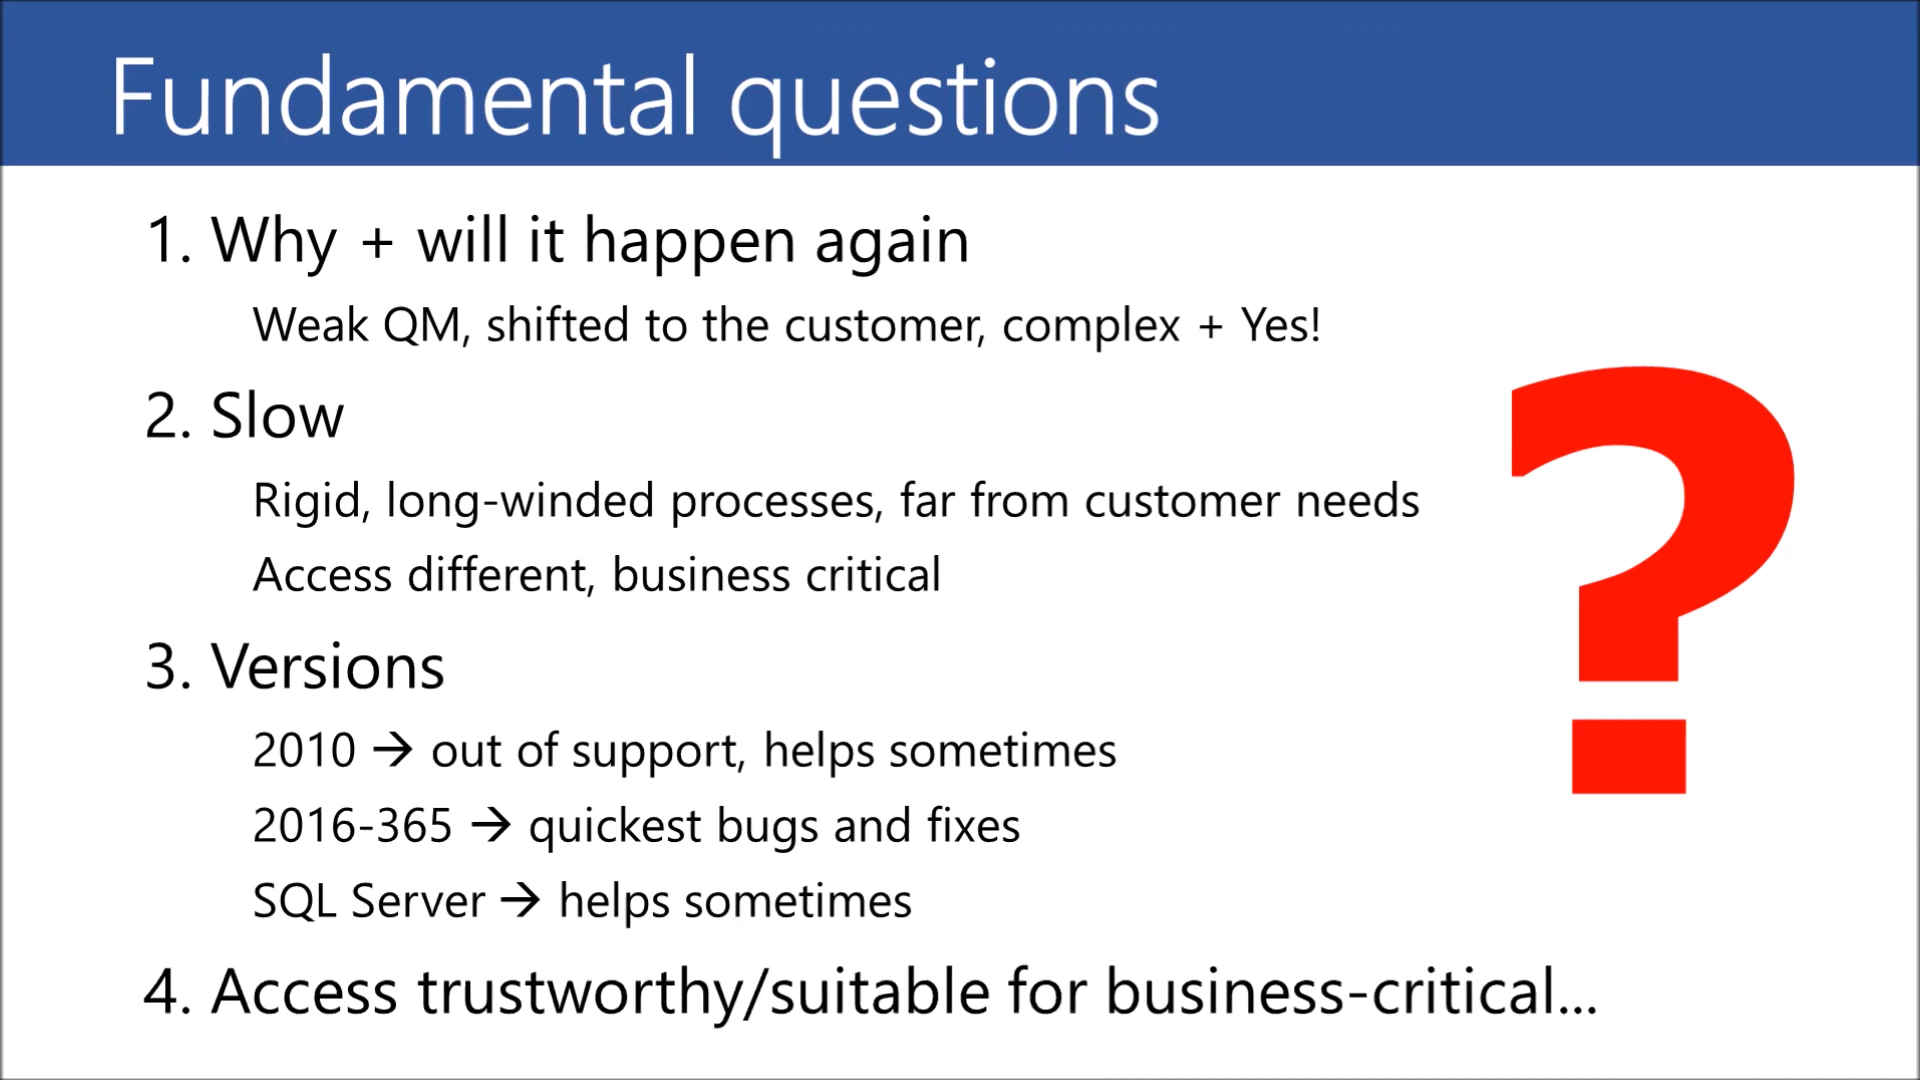 Fundamental questions
1. Why + will it happen again
Weak QM, shifted to the customer, complex + Yes!
2. Slow
Rigid, long-winded processes, far from customer needs
Access different, business critical
3. Versions
2010 → out of support, helps sometimes
2016-365 → quickest bugs and fixes
SQL Server → helps sometimes
4. Access trustworthy/suitable for business-critical...
?